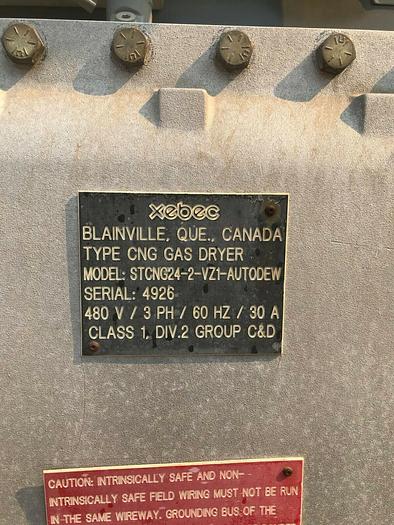 xebec
BLAINVILLE, QUE., CANADA
TYPE CNG GAS DRYER
MODEL: STCNG24-2-VZ1-AUTODEW
SERIAL: 4926
480 V / 3 PH / 60 HZ / 30 A
CLASS 1, DIV.2 GROUP C&D
CAUTION: INTRINSICALLY SAFE AND NON-
INTRINSICALLY SAFE FIELD WIRING MUST NOT BE RUN
IN THE SAME WIREWAY. GROUNDING BUS OF THE